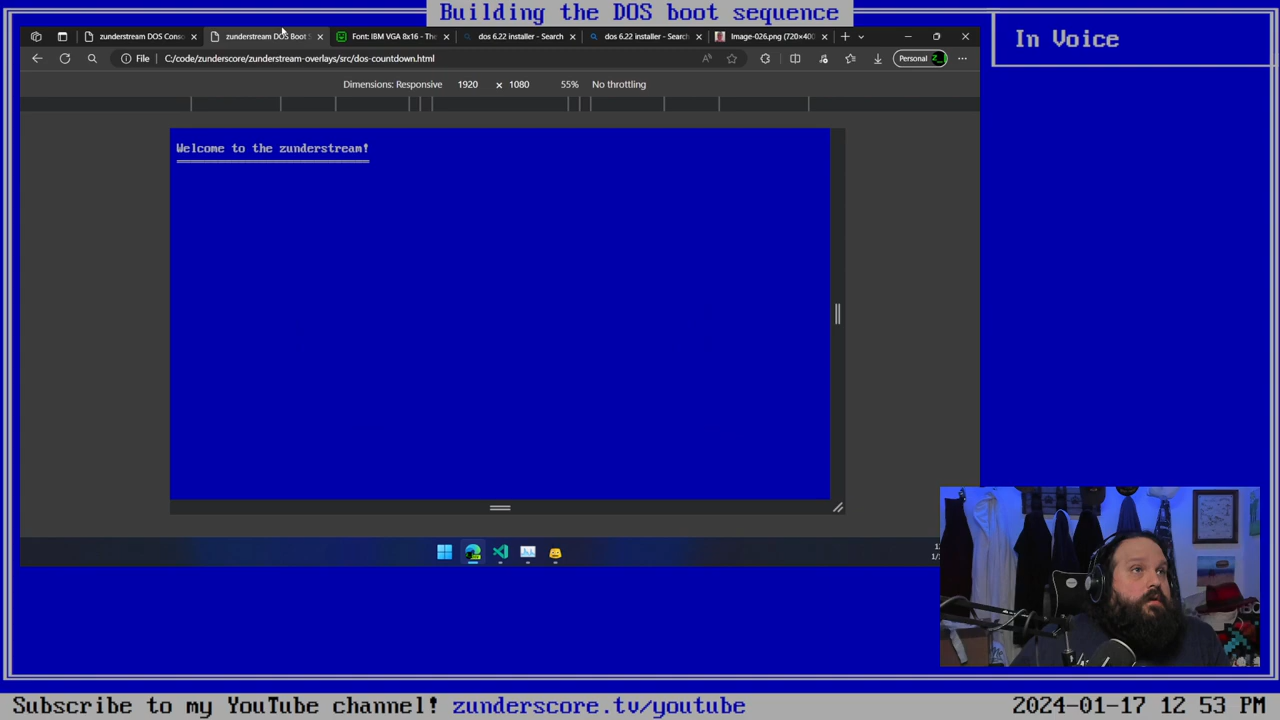 Building the DOS boot sequence
In Voice
zunderstream DOS Conso
zunderstream DOS Boot S
Font: IBM VGA 8x16 - The
dos 6.22 installer - Search
dos 6.22 installer - Search
Image-026.png (720×400
File
C:/code/zunderscore/zunderstream-overlays/src/dos-countdown.html
Personal
Dimensions: Responsive 1920 × 1080 55% No throttling
Welcome to the zunderstream!
Subscribe to my YouTube channel! zunderscore.tv/youtube
2024-01-17 12 53 PM